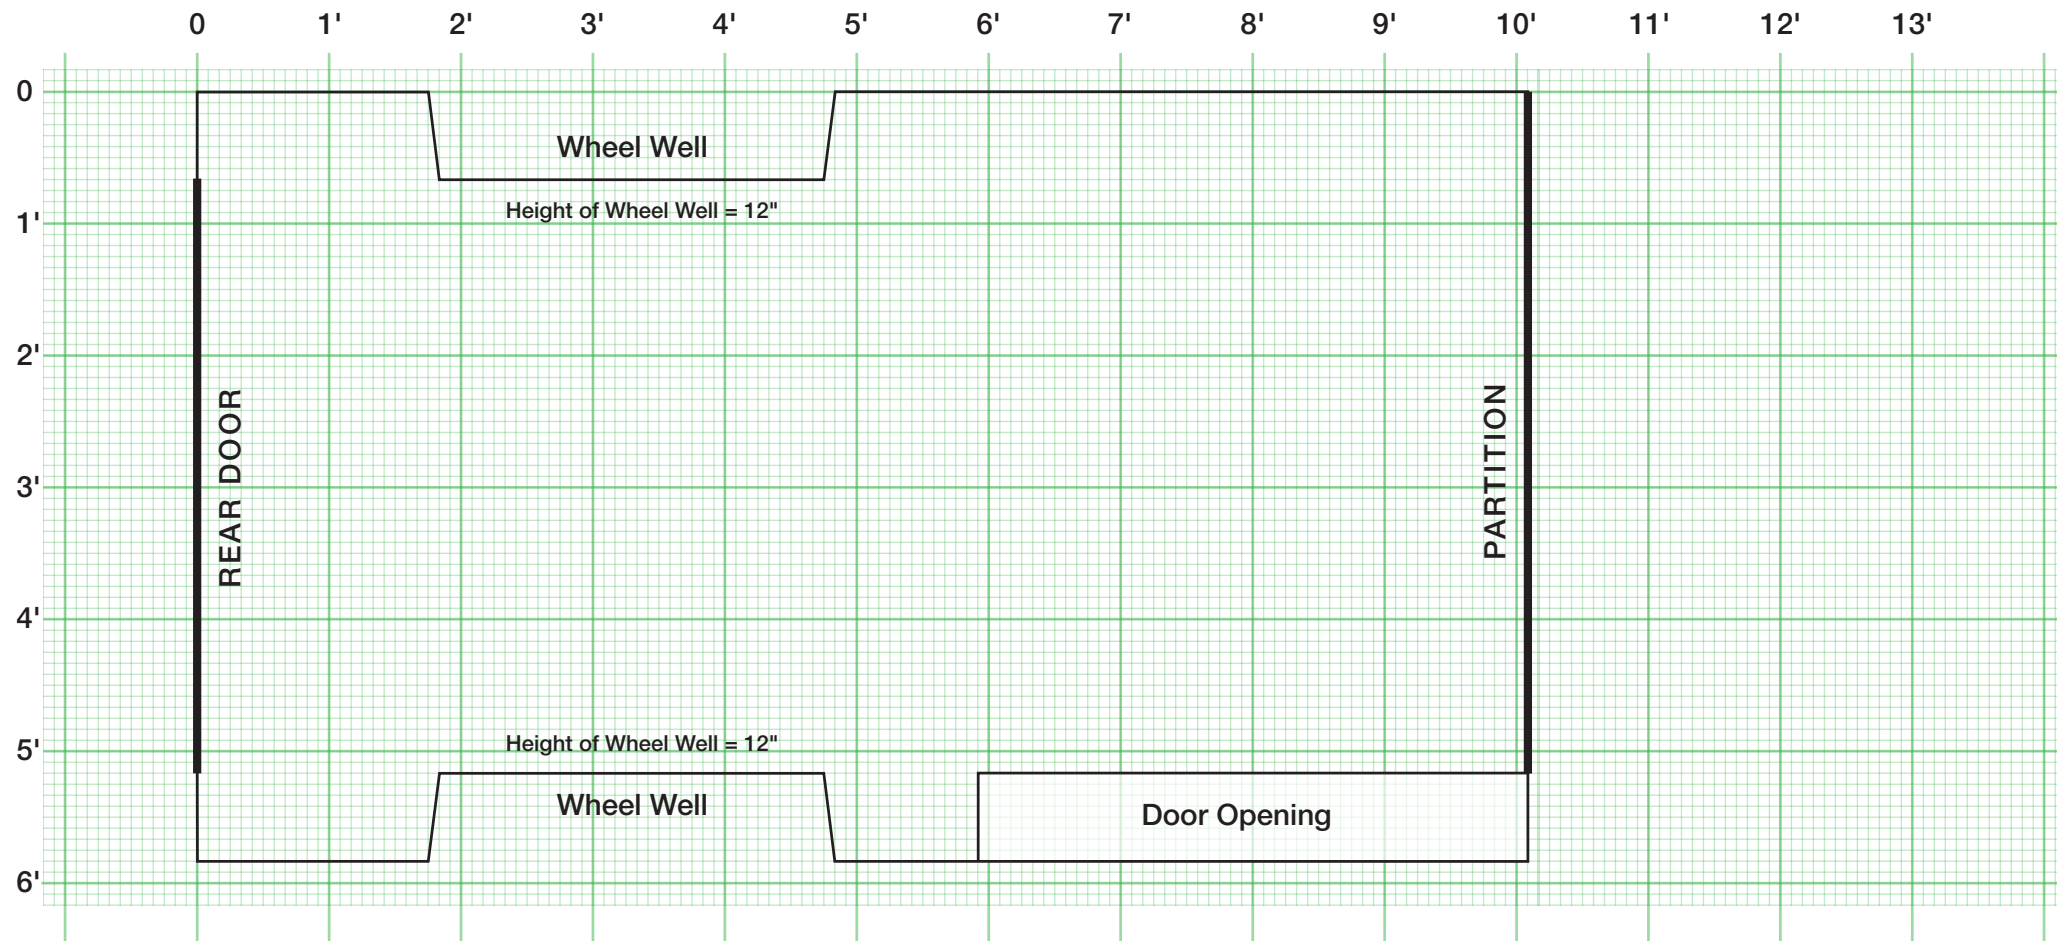 0 1' 2' 3' 4' 5' 6' 7' 8' 9' 10' 11' 12' 13'
0
Wheel Well
Height of Wheel Well = 12"
1'
2'
REAR DOOR
PARTITION
3'
4'
Height of Wheel Well = 12"
5'
Wheel Well
Door Opening
6'